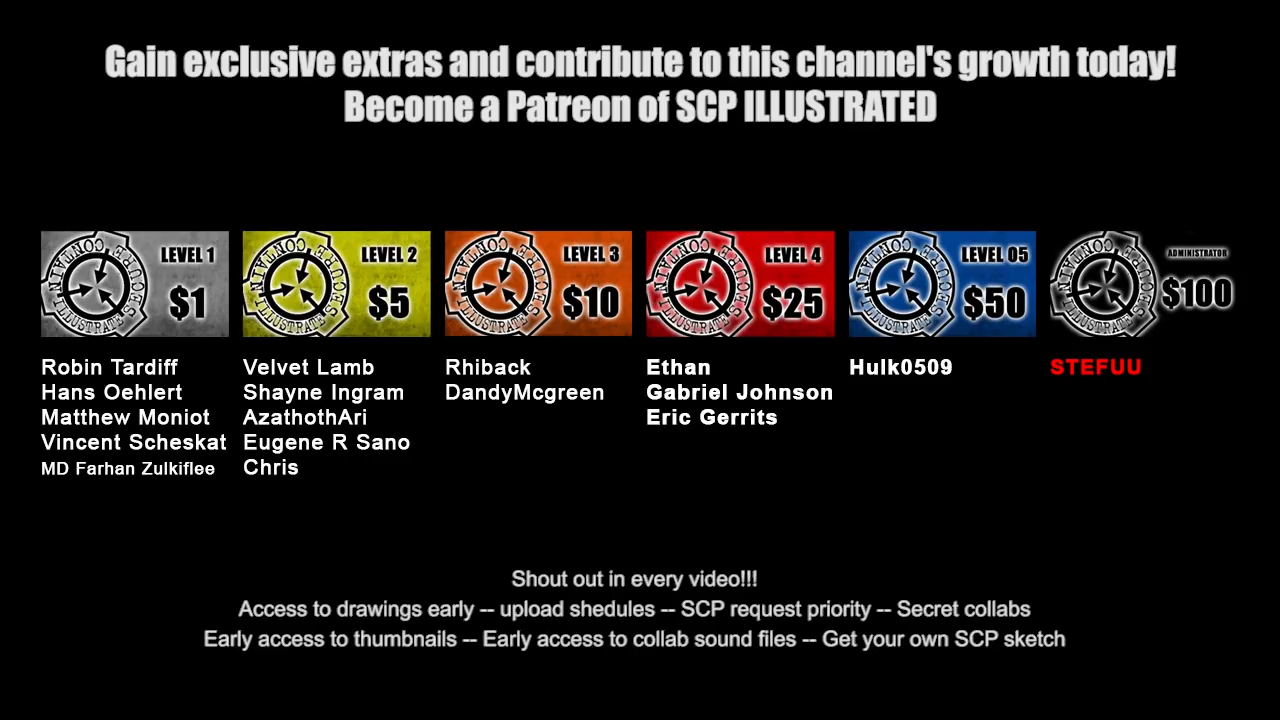 Gain exclusive extras and contribute to this channel's growth today!
Become a Patreon of SCP ILLUSTRATED
LEVEL 1
$1
LEVEL 2
$5
LEVEL 3
$10
LEVEL 4
$25
LEVEL 05
$50
ADMINISTRATOR
$100
Robin Tardiff
Hans Oehlert
Matthew Moniot
Vincent Scheskat
MD Farhan Zulkiflee
Velvet Lamb
Shayne Ingram
AzathothAri
Eugene R Sano
Chris
Rhiback
DandyMcgreen
Ethan
Gabriel Johnson
Eric Gerrits
Hulk0509
STEFUU
Shout out in every video!!!
Access to drawings early -- upload shedules -- SCP request priority -- Secret collabs
Early access to thumbnails -- Early access to collab sound files -- Get your own SCP sketch